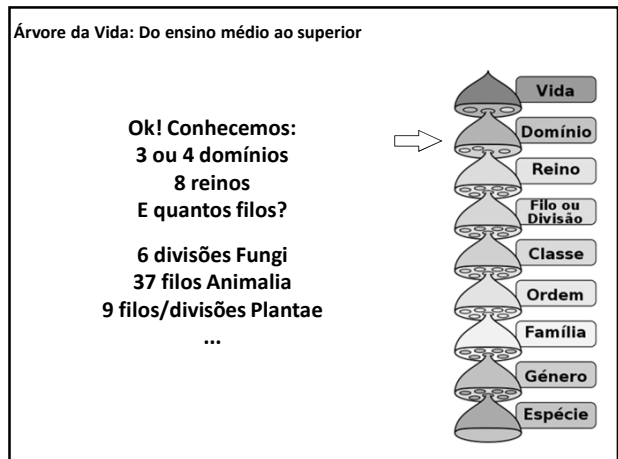 Árvore da Vida: Do ensino médio ao superior
Ok! Conhecemos:
3 ou 4 domínios
8 reinos
E quantos filos?
6 divisões Fungi
37 filos Animalia
9 filos/divisões Plantae
...
Vida
Domínio
Reino
Filo ou
Divisão
Classe
Ordem
Família
Género
Espécie